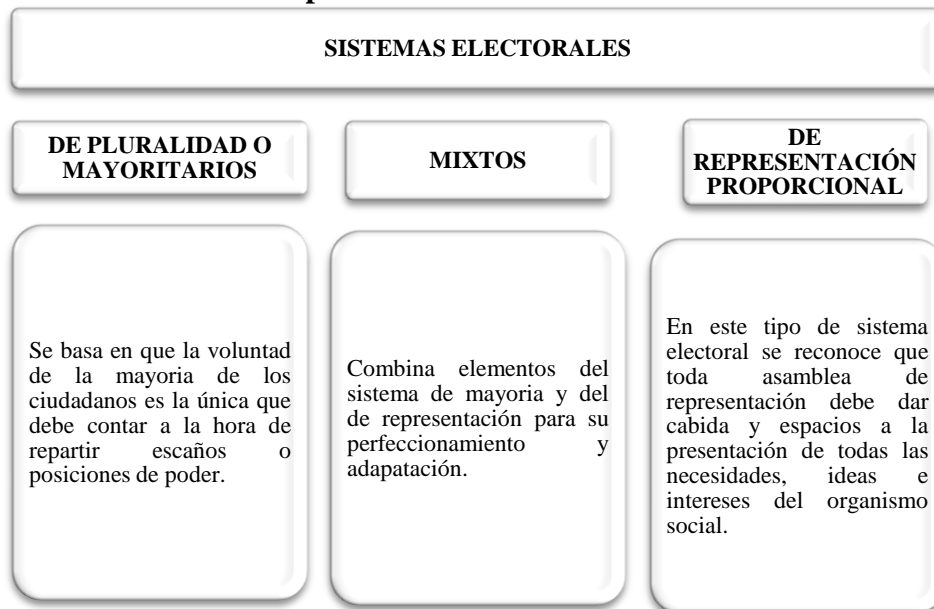 SISTEMAS ELECTORALES
DE PLURALIDAD O
MAYORITARIOS
MIXTOS
DE
REPRESENTACIÓN
PROPORCIONAL
Se basa en que la voluntad
de la mayoria de los
ciudadanos es la única que
debe contar a la hora de
repartir escaños o
posiciones de poder.
Combina elementos del
sistema de mayoria y del
de representación para su
perfeccionamiento y
adapatación.
En este tipo de sistema
electoral se reconoce que
toda asamblea de
representación debe dar
cabida y espacios a la
presentación de todas las
necesidades, ideas e
intereses del organismo
social.